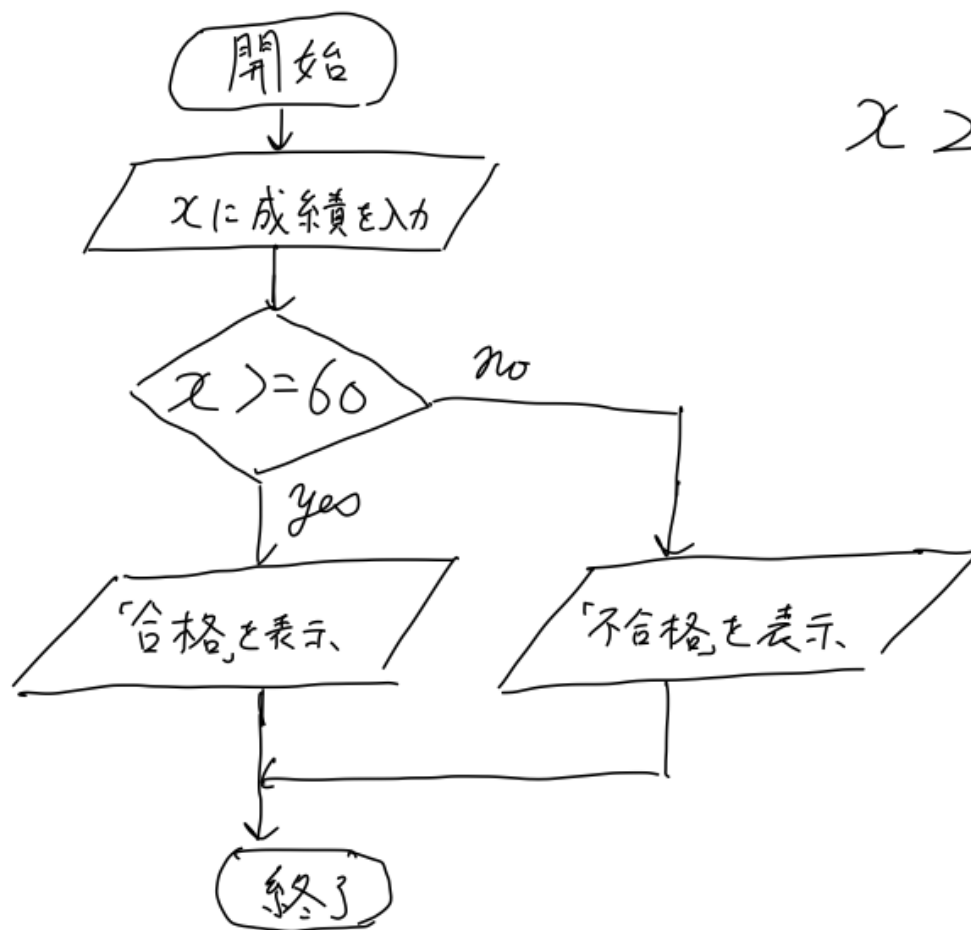 開始
xに成績を入力
x>=60
no
yes
「合格」を表示
「不合格」を表示
終了
x